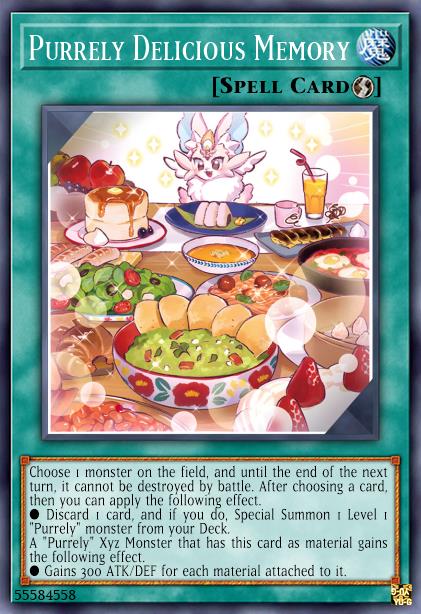 Purrely Delicious Memory 魔
[Spell Card]
Choose 1 monster on the field, and until the end of the next
turn, it cannot be destroyed by battle. After choosing a card,
then you can apply the following effect.
● Discard 1 card, and if you do, Special Summon 1 Level 1
"Purrely" monster from your Deck.
A "Purrely" Xyz Monster that has this card as material gains
the following effect.
● Gains 300 ATK/DEF for each material attached to it.
55584558